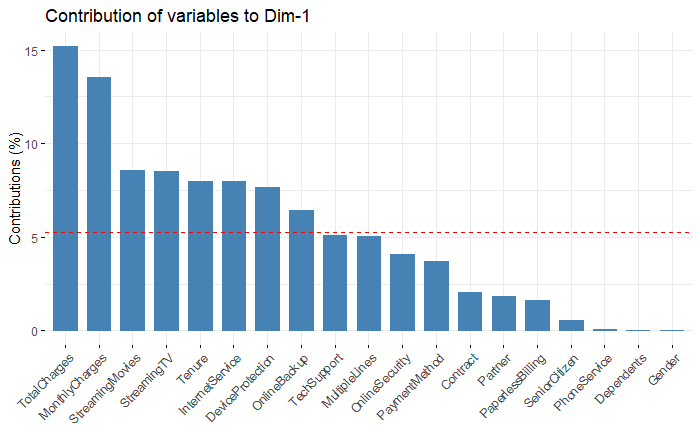 Contribution of variables to Dim-1
Contributions (%)
15
10
5
0
TotalCharges
MonthlyCharges
StreamingMovies
StreamingTV
Tenure
InternetService
DeviceProtection
OnlineBackup
TechSupport
MultipleLines
OnlineSecurity
PaymentMethod
Contract
Partner
PaperlessBilling
SeniorCitizen
PhoneService
Dependents
Gender